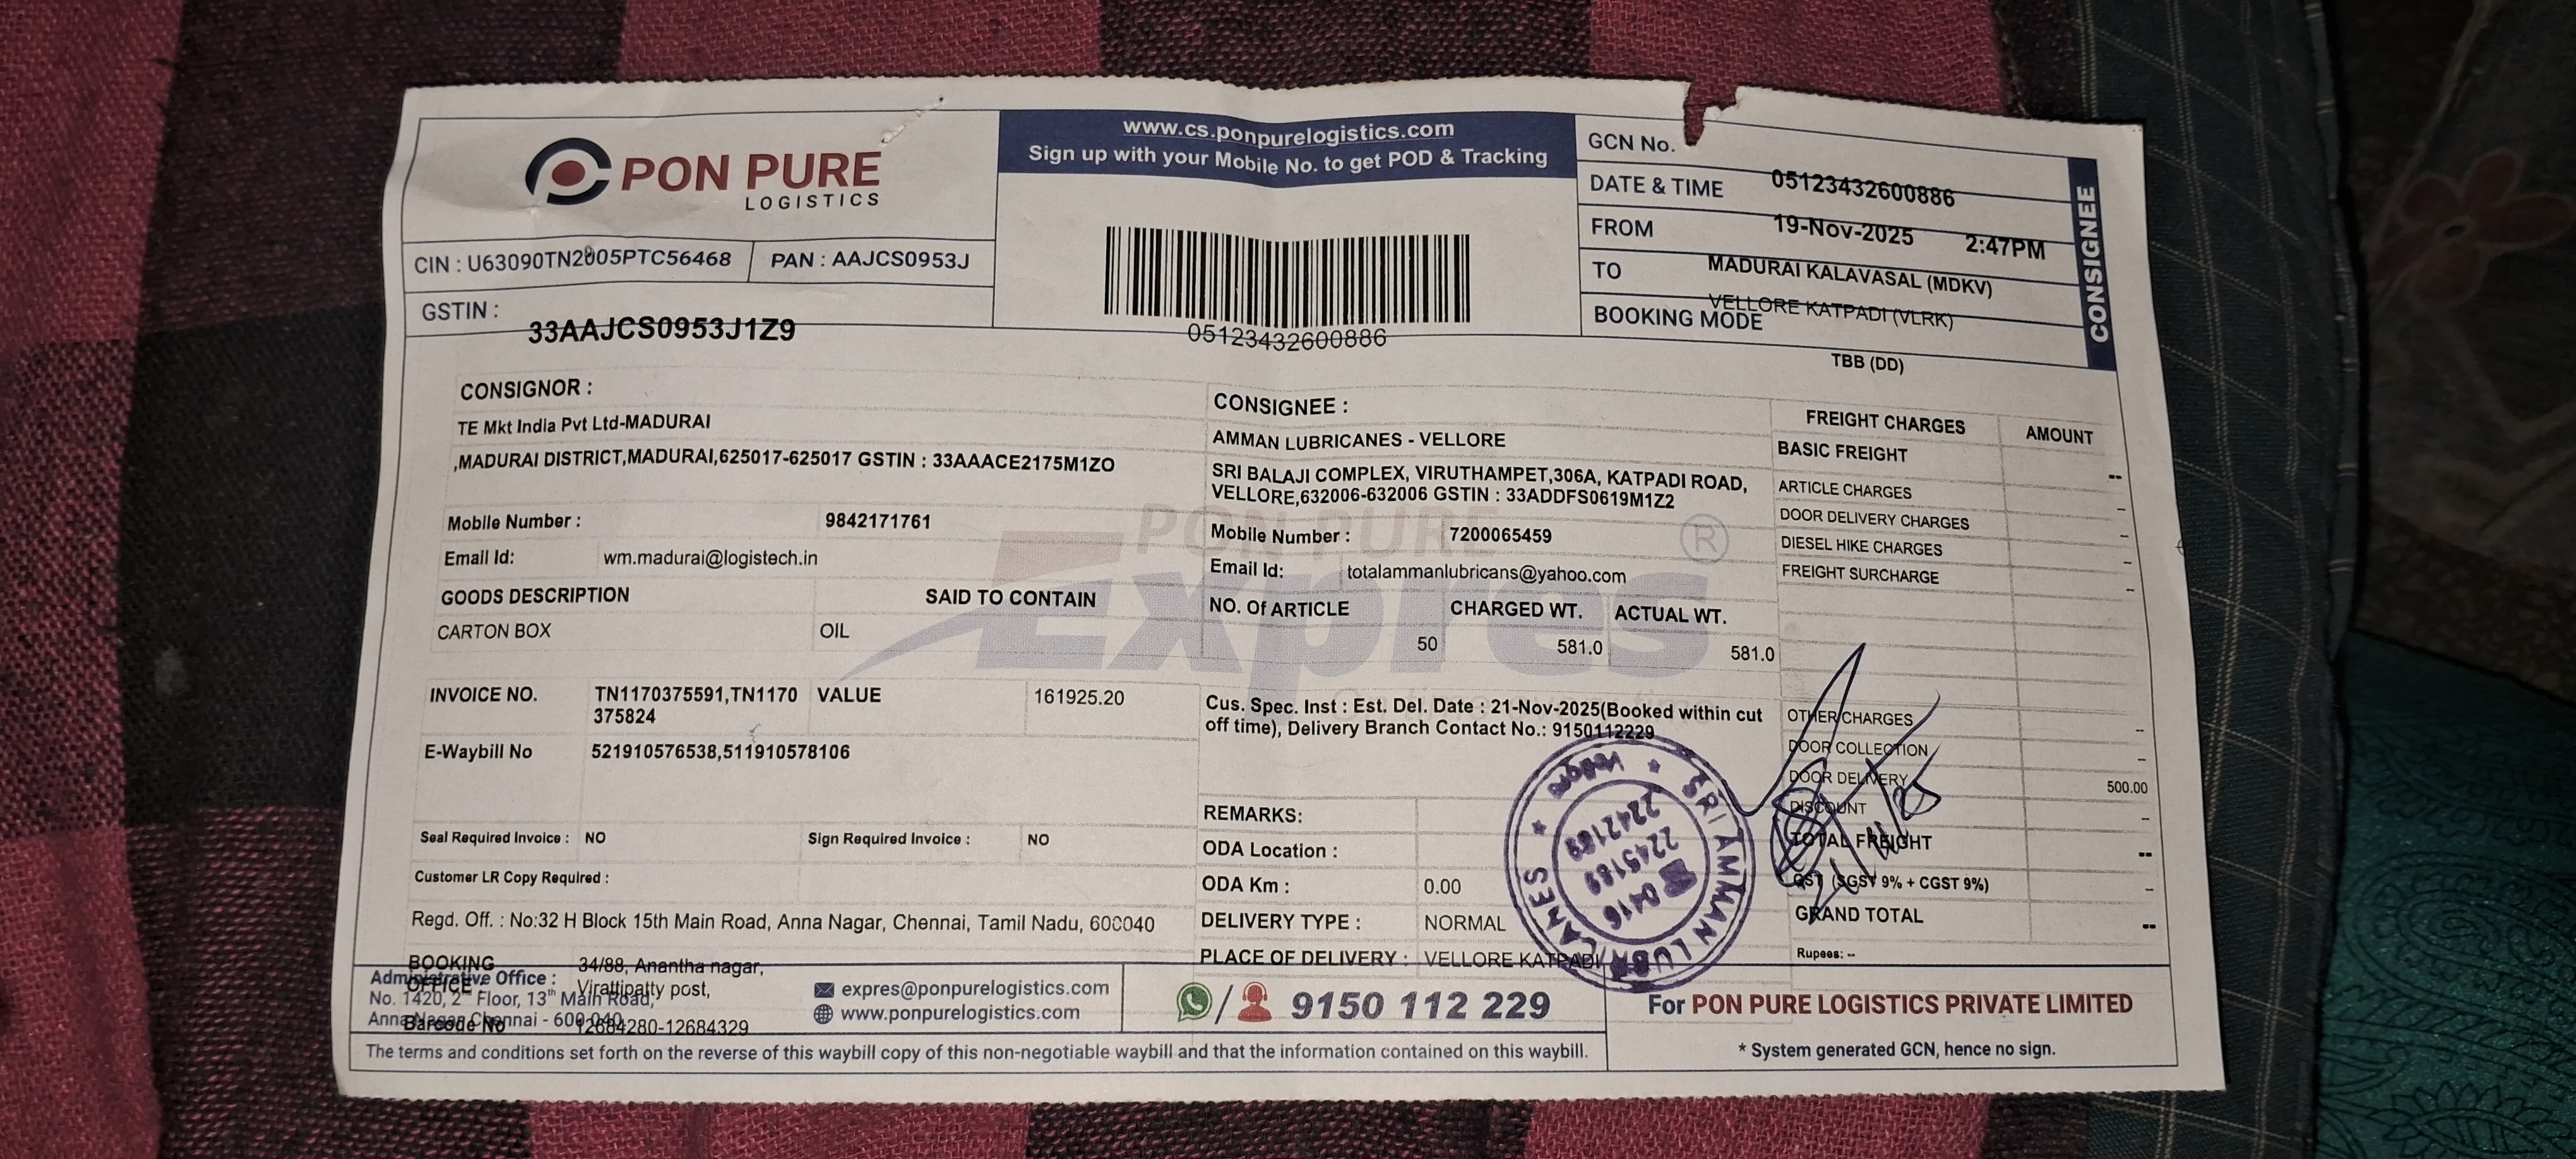 PON PURE
LOGISTICS
www.cs.ponpurelogistics.com
Sign up with your Mobile No. to get POD & Tracking
CIN : U63090TN2005PTC56468
PAN : AAJCS0953J
GSTIN :
33AAJCS0953J1Z9
05123432600886
GCN No.
DATE & TIME
05123432600886
FROM
19-Nov-2025 2:47PM
TO
MADURAI KALAVASAL (MDKV)
BOOKING MODE
VELLORE KATPADI (VLRK)
TBB (DD)
CONSIGNEE
CONSIGNOR :
TE Mkt India Pvt Ltd-MADURAI
,MADURAI DISTRICT,MADURAI,625017-625017 GSTIN : 33AAACE2175M1ZO
Mobile Number : 9842171761
Email Id: wm.madurai@logistech.in
CONSIGNEE :
AMMAN LUBRICANES - VELLORE
SRI BALAJI COMPLEX, VIRUTHAMPET,306A, KATPADI ROAD,
VELLORE,632006-632006 GSTIN : 33ADDFS0619M1Z2
Mobile Number : 7200065459
Email Id: totalammanlubricans@yahoo.com
GOODS DESCRIPTION SAID TO CONTAIN
CARTON BOX OIL
NO. Of ARTICLE CHARGED WT. ACTUAL WT.
50 581.0 581.0
PON PURE
Expres ®
INVOICE NO. TN1170375591,TN1170
375824
VALUE 161925.20
E-Waybill No 521910576538,511910578106
Cus. Spec. Inst : Est. Del. Date : 21-Nov-2025(Booked within cut
off time), Delivery Branch Contact No.: 9150112229
Seal Required Invoice : NO Sign Required Invoice : NO
Customer LR Copy Required :
REMARKS:
ODA Location :
ODA Km : 0.00
DELIVERY TYPE : NORMAL
PLACE OF DELIVERY : VELLORE KATPADI
FREIGHT CHARGES AMOUNT
BASIC FREIGHT --
ARTICLE CHARGES -
DOOR DELIVERY CHARGES -
DIESEL HIKE CHARGES -
FREIGHT SURCHARGE -
OTHER CHARGES --
DOOR COLLECTION -
DOOR DELIVERY 500.00
DISCOUNT -
TOTAL FREIGHT --
GST (SGST 9% + CGST 9%) -
GRAND TOTAL --
Rupees: --
SRI AMMAN LUBRICANES
Vellore
0416
2245189
2242189
Regd. Off. : No:32 H Block 15th Main Road, Anna Nagar, Chennai, Tamil Nadu, 600040
BOOKING
OFFICE :
34/88, Anantha nagar,
Virattipatty post,
Administrative Office :
No. 1420, 2nd Floor, 13th Main Road,
Anna Nagar, Chennai - 600 040.
Barcode No 12684280-12684329
expres@ponpurelogistics.com
www.ponpurelogistics.com
/ 9150 112 229
For PON PURE LOGISTICS PRIVATE LIMITED
The terms and conditions set forth on the reverse of this waybill copy of this non-negotiable waybill and that the information contained on this waybill.
* System generated GCN, hence no sign.